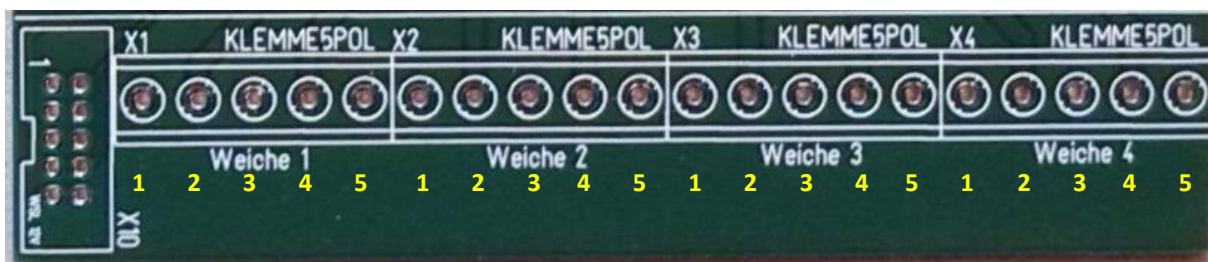 X1 KLEMME5POL X2 KLEMME5POL X3 KLEMME5POL X4 KLEMME5POL
1
Weiche 1 Weiche 2 Weiche 3 Weiche 4
1 2 3 4 5 1 2 3 4 5 1 2 3 4 5 1 2 3 4 5
WSL 12V
X10